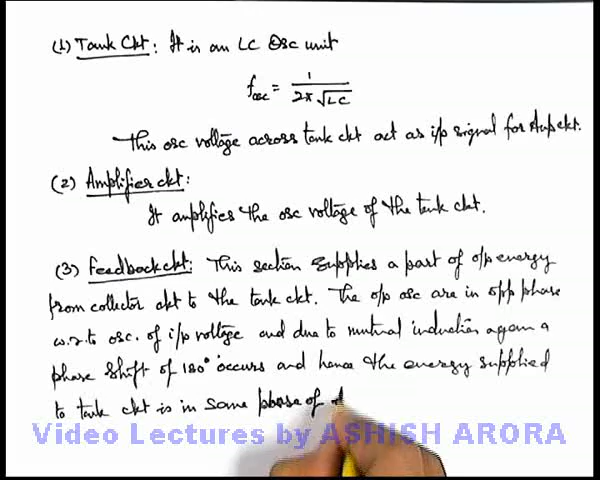 (1) Tank Ckt: It is an LC Osc unit
fosc = 1 / 2π √LC
This osc voltage across tank ckt act as i/p signal for Amp ckt.
(2) Amplifier ckt:
It amplifies the osc voltage of the tank ckt.
(3) Feedback ckt: This section supplies a part of o/p energy
from collector ckt to the tank ckt. The o/p osc are in opp phase
w.r.to osc. of i/p voltage and due to mutual induction again a
phase shift of 180° occurs and hence the energy supplied
to tank ckt is in same phase of
Video Lectures by ASHISH ARORA